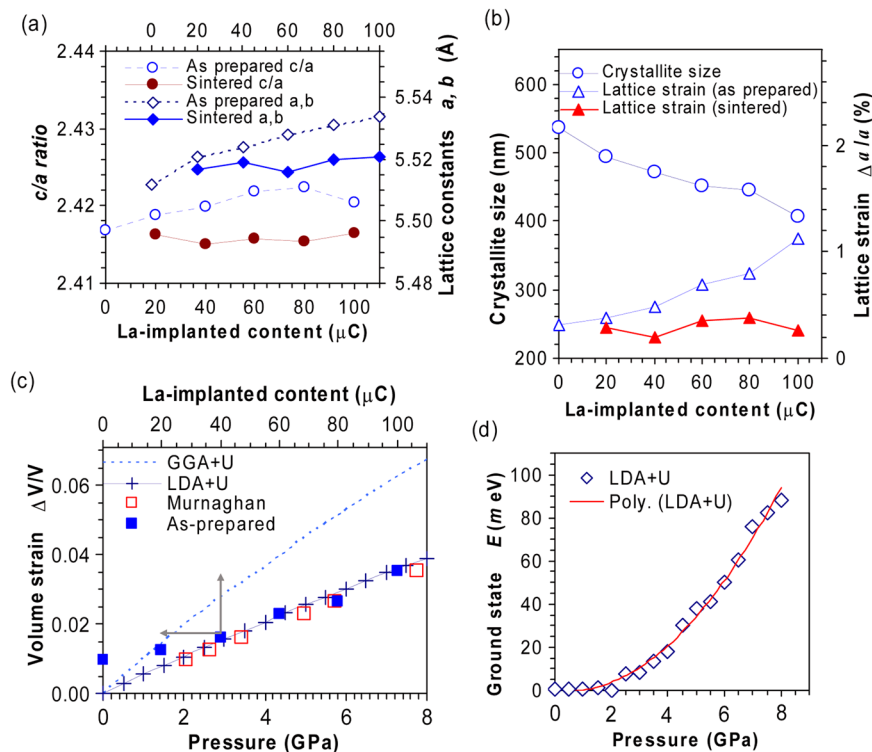 (a)
0 20 40 60 80 100
2.44
2.43
2.42
2.41
c/a ratio
As prepared c/a
Sintered c/a
As prepared a,b
Sintered a,b
5.54
5.52
5.50
5.48
Lattice constants a, b (Å)
0 20 40 60 80 100
La-implanted content (μC)
(b)
600
500
400
300
200
Crystallite size (nm)
Crystallite size
Lattice strain (as prepared)
Lattice strain (sintered)
2
1
0
Lattice strain Δa/a (%)
0 20 40 60 80 100
La-implanted content (μC)
(c)
La-implanted content (μC)
0 20 40 60 80 100
0.06
0.04
0.02
0.00
Volume strain ΔV/V
GGA+U
LDA+U
Murnaghan
As-prepared
0 2 4 6 8
Pressure (GPa)
(d)
100
80
60
40
20
0
Ground state E (m eV)
LDA+U
Poly. (LDA+U)
0 2 4 6 8
Pressure (GPa)